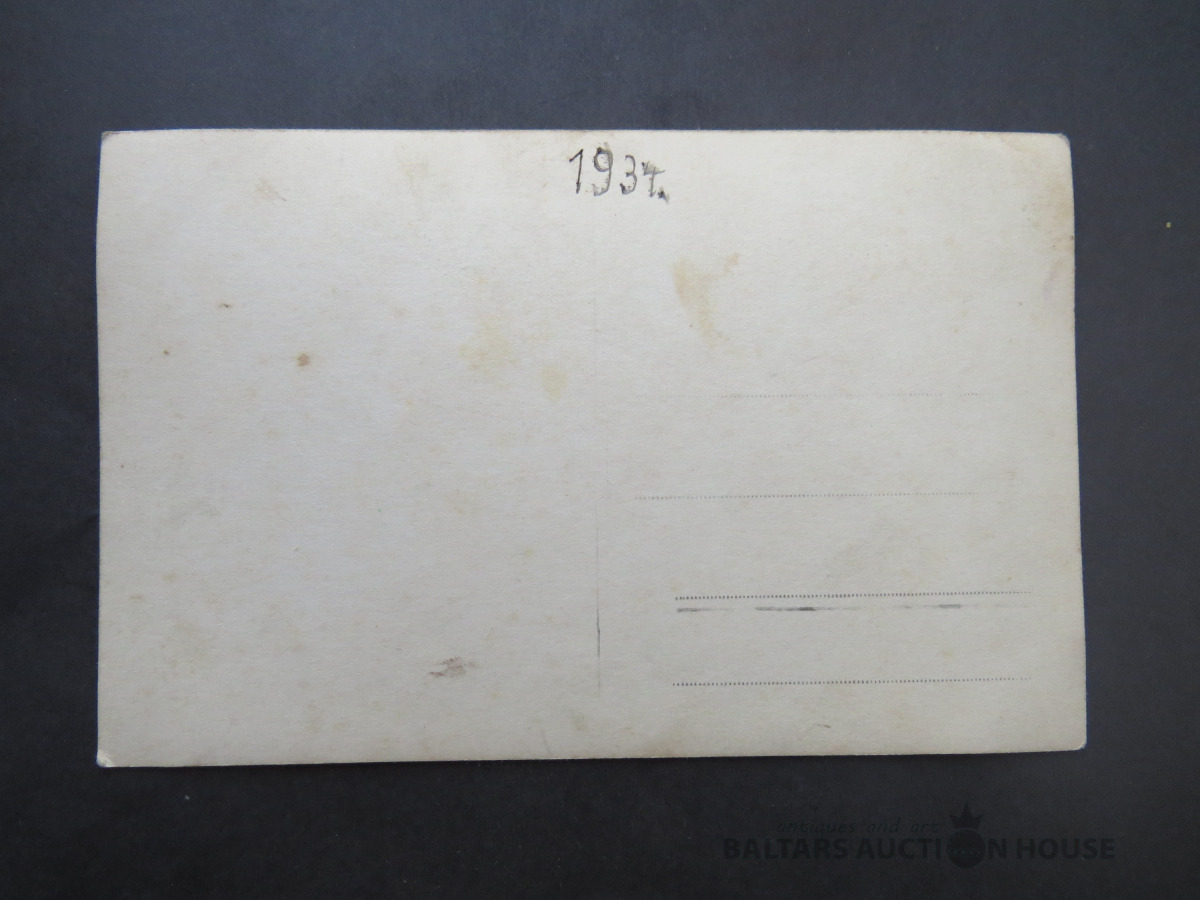 1934.
antiques and art
BALTARS AUCTION HOUSE